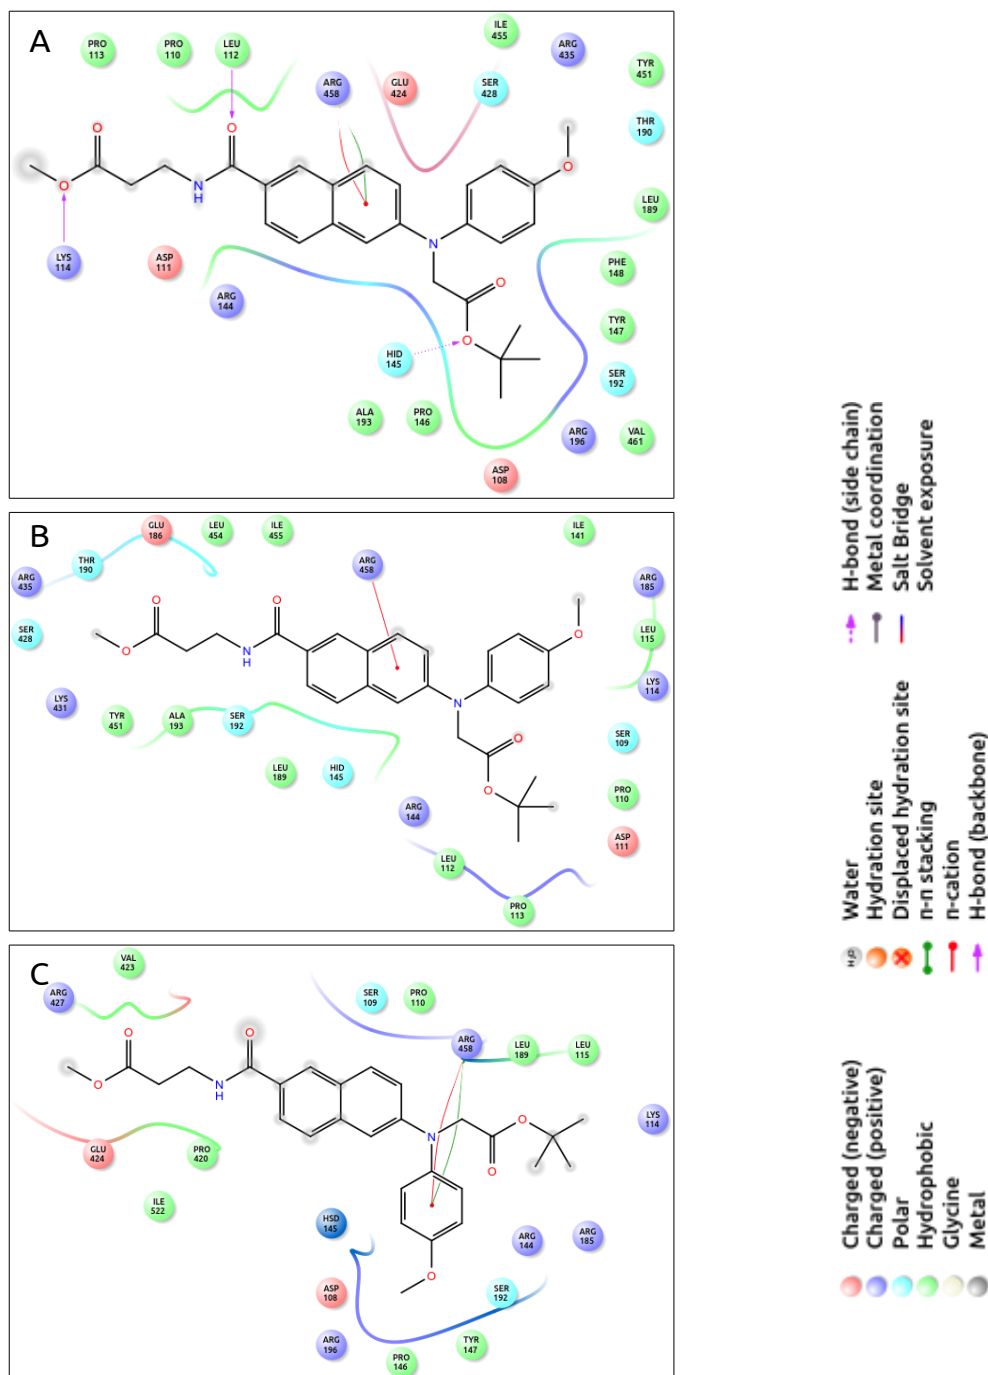 A
PRO
113
PRO
110
LEU
112
ARG
458
GLU
424
ILE
455
SER
428
ARG
435
TYR
451
THR
190
LEU
189
PHE
148
TYR
147
SER
192
VAL
461
ARG
196
ASP
108
PRO
146
ALA
193
HID
145
ARG
144
ASP
111
LYS
114
O
O
O
N
H
O
N
O
O
O
B
GLU
186
LEU
454
ILE
455
THR
190
ARG
435
SER
428
LYS
431
TYR
451
ALA
193
SER
192
LEU
189
HID
145
ARG
458
ARG
144
LEU
112
PRO
113
ILE
141
ARG
185
LEU
115
LYS
114
SER
109
PRO
110
ASP
111
O
O
O
N
H
O
N
O
O
C
VAL
423
ARG
427
SER
109
PRO
110
ARG
458
LEU
189
LEU
115
LYS
114
GLU
424
PRO
420
ILE
522
HSD
145
ASP
108
ARG
196
PRO
146
TYR
147
SER
192
ARG
144
ARG
185
O
O
O
N
H
N
O
O
O
Charged (negative)
Charged (positive)
Polar
Hydrophobic
Glycine
Metal
H₂O Water
Hydration site
Displaced hydration site
п-п stacking
п-cation
H-bond (backbone)
H-bond (side chain)
Metal coordination
Salt Bridge
Solvent exposure